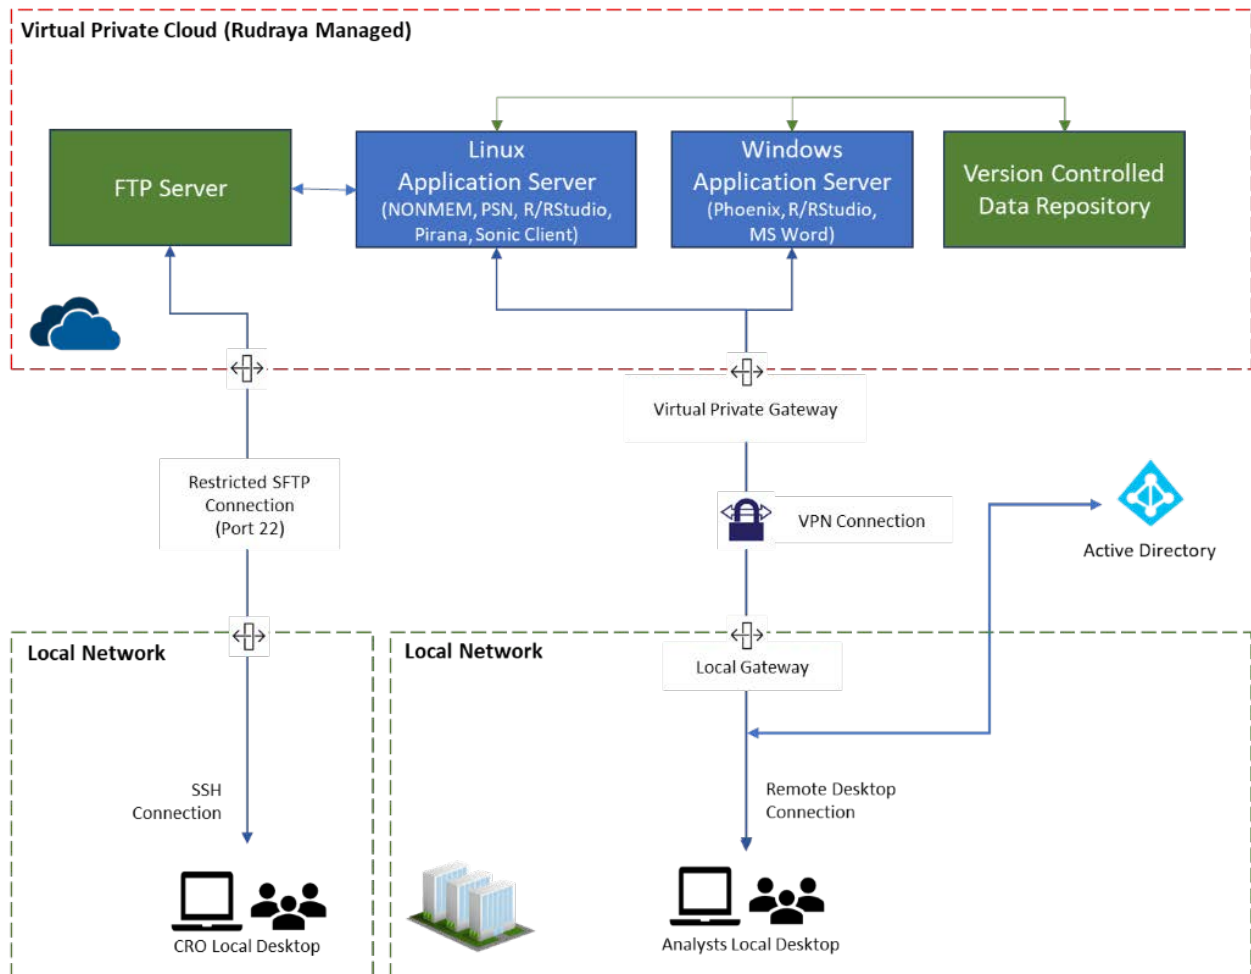 Virtual Private Cloud (Rudraya Managed)
FTP Server
Linux
Application Server
(NONMEM, PSN, R/RStudio,
Pirana, Sonic Client)
Windows
Application Server
(Phoenix, R/RStudio,
MS Word)
Version Controlled
Data Repository
Virtual Private Gateway
Restricted SFTP
Connection
(Port 22)
VPN Connection
Active Directory
Local Network
Local Network
Local Gateway
SSH
Connection
Remote Desktop
Connection
CRO Local Desktop
Analysts Local Desktop